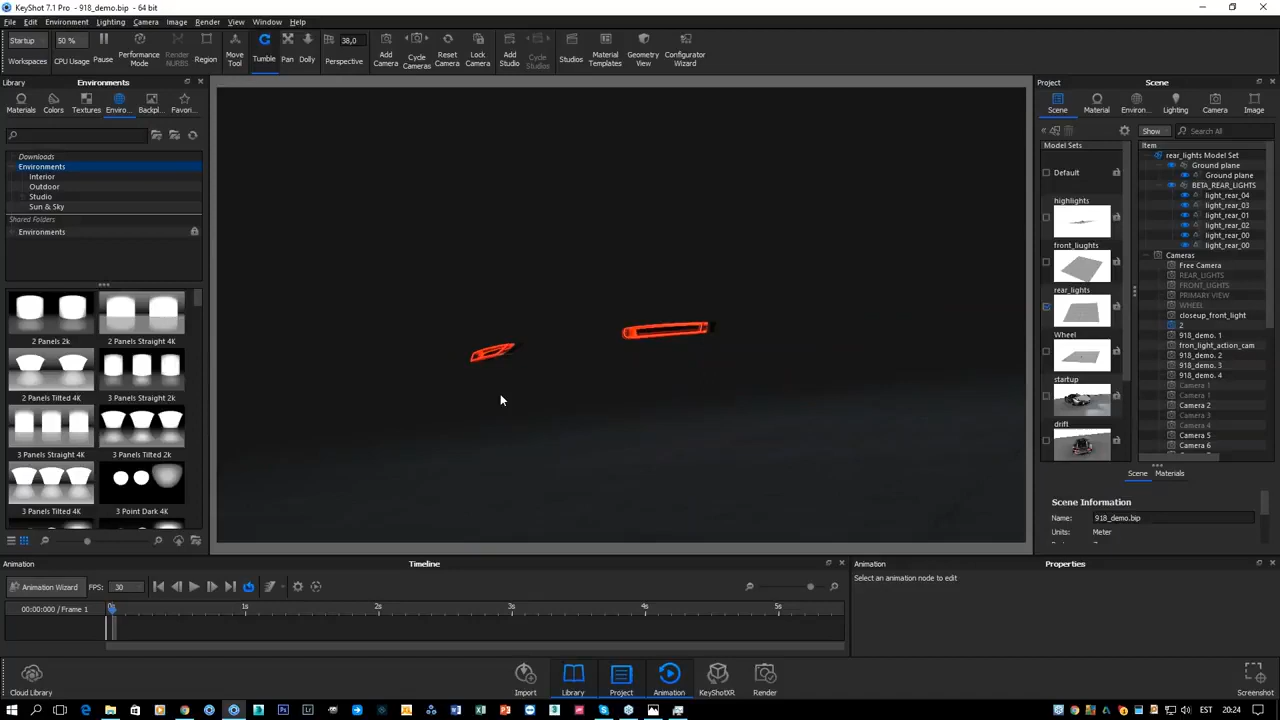 KeyShot 7.1 Pro - 918_demo.bip - 64 bit
File Edit Environment Lighting Camera Image Render View Window Help
Startup 50 % 38,0
Workspaces CPU Usage Pause Performance Mode Render NURBS Region Move Tool Tumble Pan Dolly Perspective Add Camera Cycle Cameras Reset Camera Lock Camera Add Studio Cycle Studios Studios Material Templates Geometry View Configurator Wizard
Library Environments
Materials Colors Textures Enviro... Backpl... Favori...
Downloads
Environments
Interior
Outdoor
Studio
Sun & Sky
Shared Folders
Environments
2 Panels 2k 2 Panels Straight 4K
2 Panels Tilted 4K 3 Panels Straight 2k
3 Panels Straight 4K 3 Panels Tilted 2k
3 Panels Tilted 4K 3 Point Dark 4K
Project Scene
Scene Material Environ... Lighting Camera Image
Show Search All
Model Sets
Default
highlights
front_liughts
rear_lights
Wheel
startup
drift
Item
rear_lights Model Set
Ground plane
Ground plane
BETA_REAR_LIGHTS
light_rear_04
light_rear_03
light_rear_01
light_rear_02
light_rear_00
light_rear_00
Cameras
Free Camera
REAR_LIGHTS
FRONT_LIGHTS
PRIMARY VIEW
WHEEL
closeup_front_light
2
918_demo. 1
fron_light_action_cam
918_demo. 2
918_demo. 3
918_demo. 4
Camera 1
Camera 1
Camera 2
Camera 3
Camera 4
Camera 5
Camera 6
Scene Materials
Scene Information
Name: 918_demo.bip
Units: Meter
Animation Timeline
Animation Wizard FPS: 30
00:00:000 / Frame 1 0s 1s 2s 3s 4s 5s
Animation Properties
Select an animation node to edit
Cloud Library Import Library Project Animation KeyShotXR Render Screenshot
EST 20:24